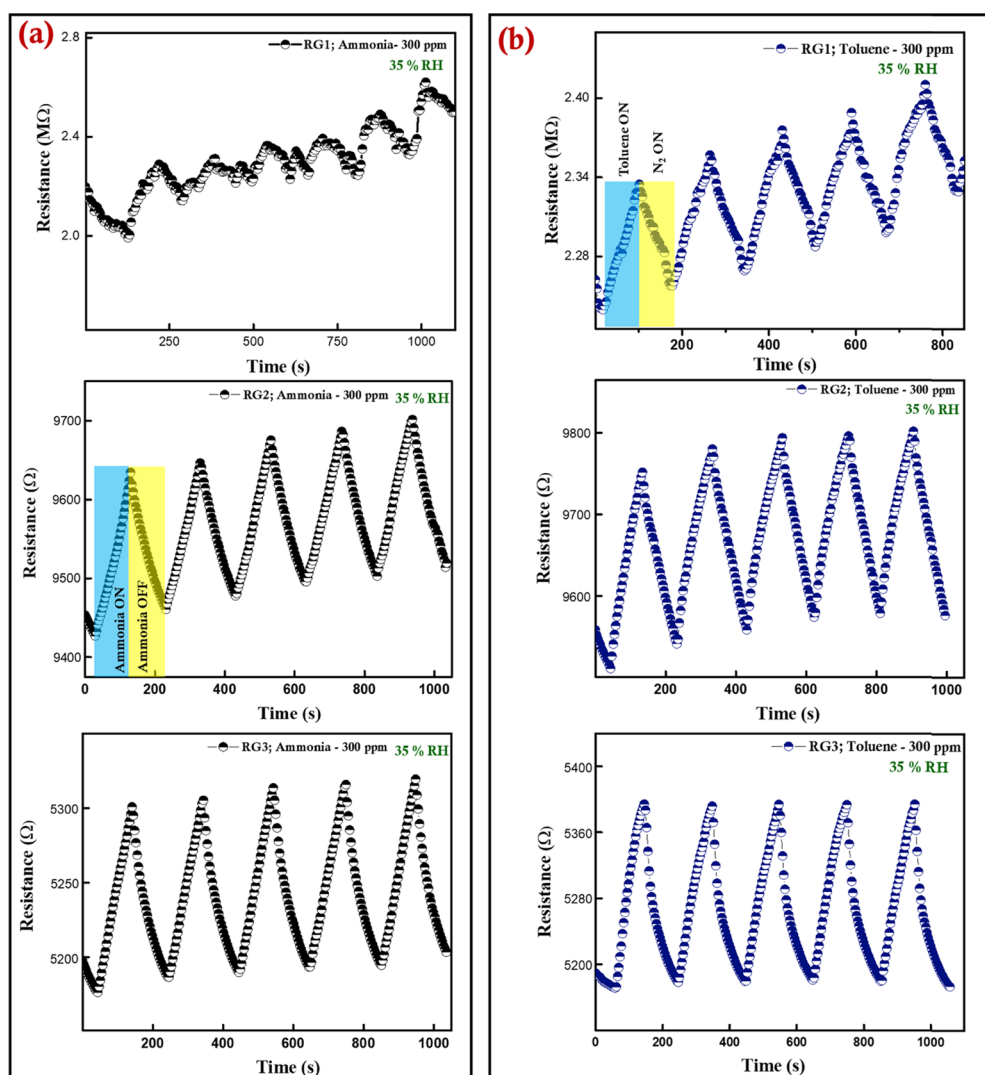 (a)
RG1; Ammonia- 300 ppm
35 % RH
Resistance (MΩ)
2.8
2.4
2.0
250 500 750 1000
Time (s)
RG2; Ammonia - 300 ppm
35 % RH
Resistance (Ω)
9700
9600
9500
9400
Ammonia ON
Ammonia OFF
0 200 400 600 800 1000
Time (s)
RG3; Ammonia - 300 ppm
35 % RH
Resistance (Ω)
5300
5250
5200
200 400 600 800 1000
Time (s)
(b)
RG1; Toluene - 300 ppm
35 % RH
Resistance (MΩ)
2.40
2.34
2.28
Toluene ON
N₂ ON
200 400 600 800
Time (s)
RG2; Toluene - 300 ppm
35 % RH
Resistance (Ω)
9800
9700
9600
0 200 400 600 800 1000
Time (s)
RG3; Toluene - 300 ppm
35 % RH
Resistance (Ω)
5400
5360
5280
5200
0 200 400 600 800 1000
Time (s)